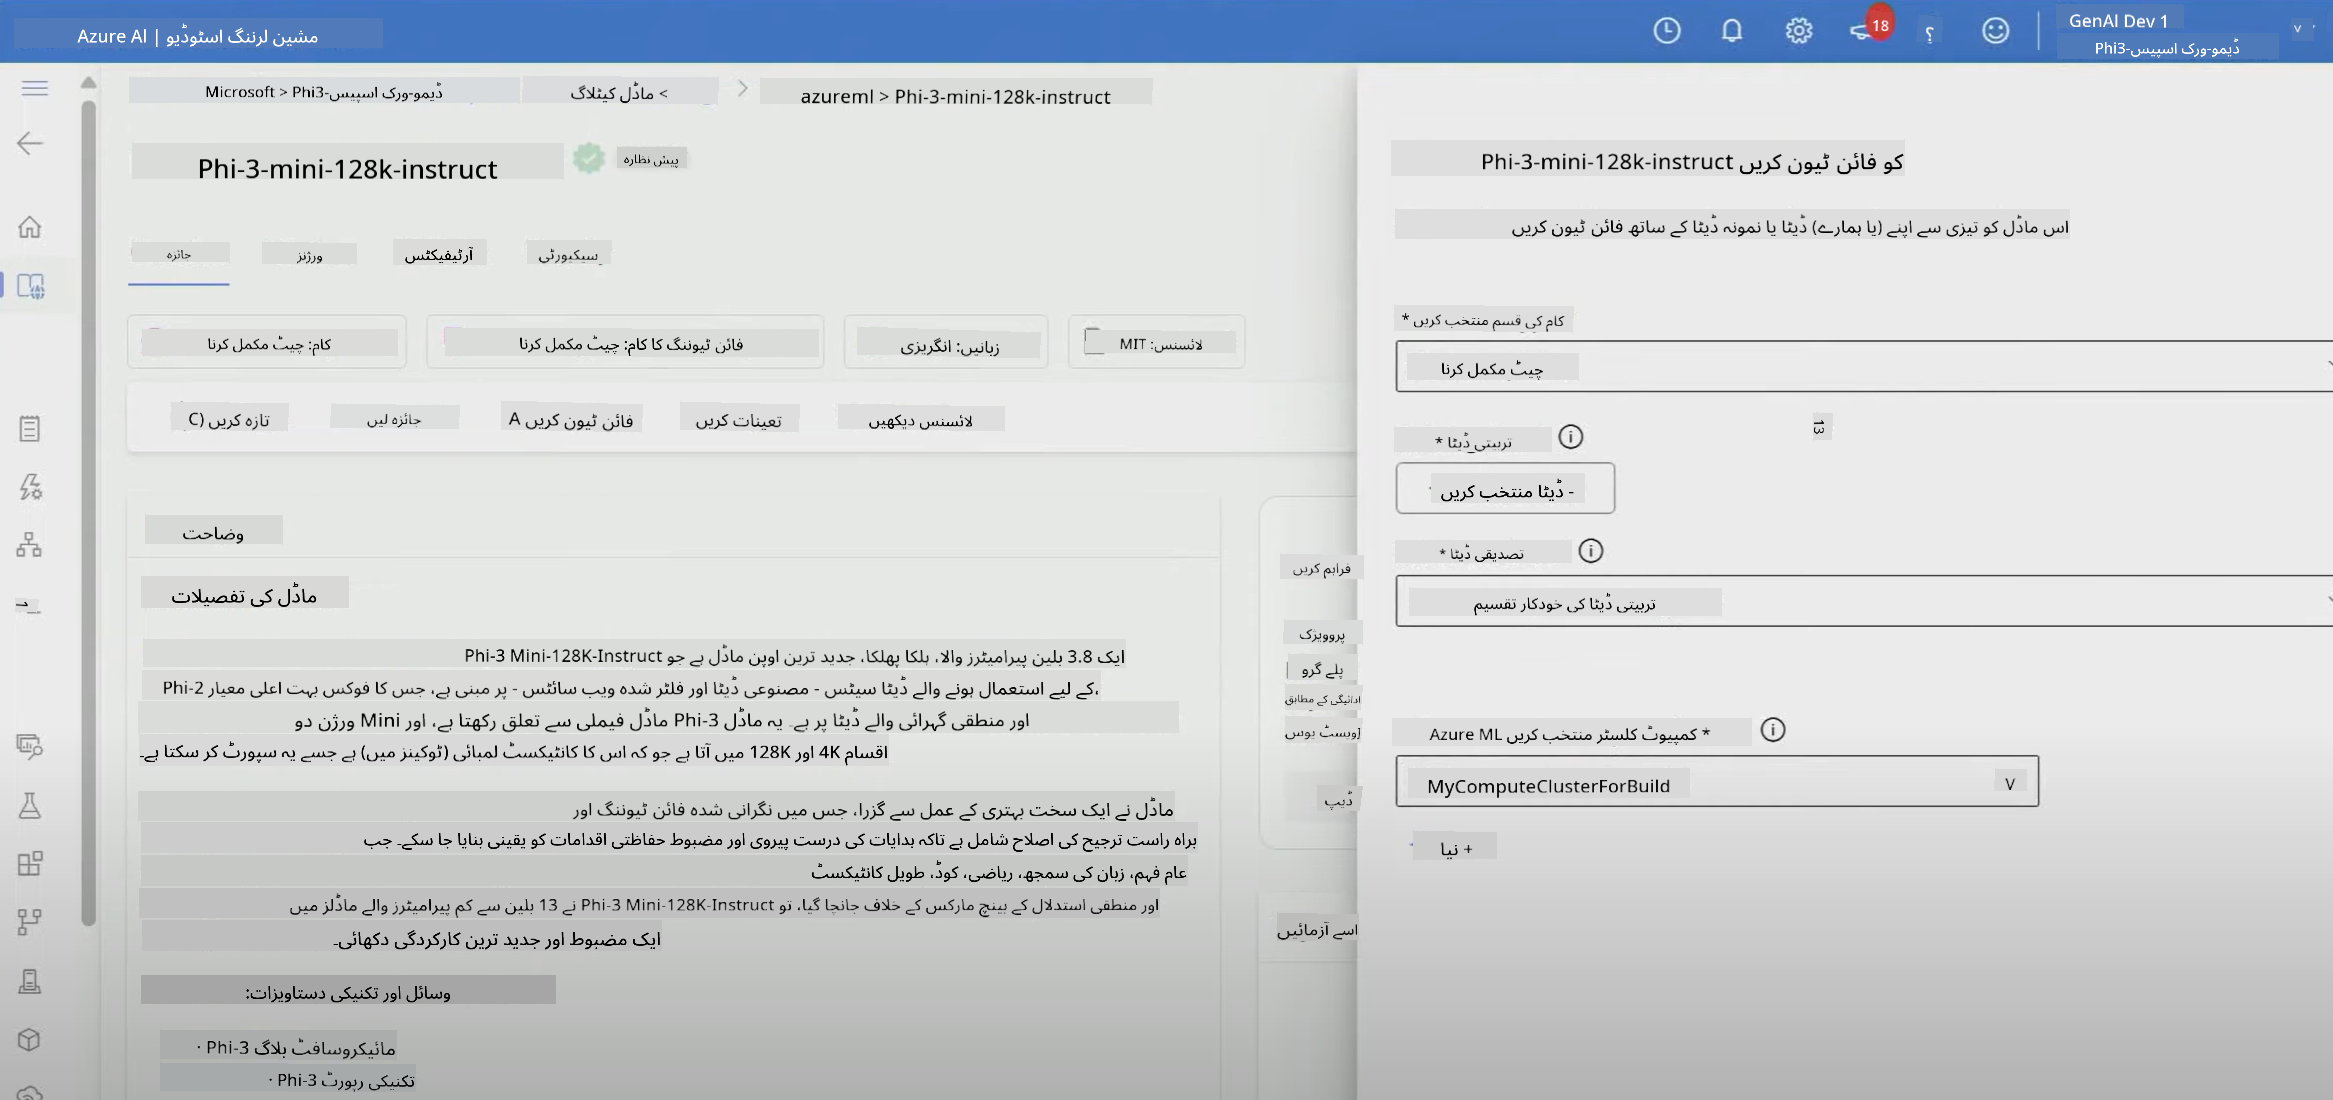 Azure AI | مشین لرننگ اسٹوڈیو
18
؟
GenAI Dev 1
Phi3-ڈیمو-ورک اسپیس
Microsoft > Phi3-ڈیمو-ورک اسپیس
> ماڈل کیٹلاگ
azureml > Phi-3-mini-128k-instruct
Phi-3-mini-128k-instruct
پیش نظارہ
جائزہ
ورژنز
آرٹیفیکٹس
سیکیورٹی
کام: چیٹ مکمل کرنا
فائن ٹیوننگ کا کام: چیٹ مکمل کرنا
زبانیں: انگریزی
لائسنس: MIT
تازہ کریں (C
جائزہ لیں
فائن ٹیون کریں A
تعینات کریں
لائسنس دیکھیں
وضاحت
ماڈل کی تفصیلات
ایک 3.8 بلین پیرامیٹرز والا، ہلکا پھلکا، جدید ترین اوپن ماڈل ہے جو Phi-3 Mini-128K-Instruct
Phi-2 کے لیے استعمال ہونے والے ڈیٹا سیٹس - مصنوعی ڈیٹا اور فلٹر شدہ ویب سائٹس - پر مبنی ہے، جس کا فوکس بہت اعلی معیار،
اور منطقی گہرائی والے ڈیٹا پر ہے۔ یہ ماڈل Phi-3 ماڈل فیملی سے تعلق رکھتا ہے، اور Mini ورژن دو
اقسام 4K اور 128K میں آتا ہے جو کہ اس کا کانٹیکسٹ لمبائی (ٹوکینز میں) ہے جسے یہ سپورٹ کر سکتا ہے۔
ماڈل نے ایک سخت بہتری کے عمل سے گزرا، جس میں نگرانی شدہ فائن ٹیوننگ اور
براہ راست ترجیح کی اصلاح شامل ہے تاکہ ہدایات کی درست پیروی اور مضبوط حفاظتی اقدامات کو یقینی بنایا جا سکے۔ جب
عام فہم، زبان کی سمجھ، ریاضی، کوڈ، طویل کانٹیکسٹ
اور منطقی استدلال کے بینچ مارکس کے خلاف جانچا گیا، تو Phi-3 Mini-128K-Instruct نے 13 بلین سے کم پیرامیٹرز والے ماڈلز میں
ایک مضبوط اور جدید ترین کارکردگی دکھائی۔
وسائل اور تکنیکی دستاویزات:
· Phi-3 مائیکروسافٹ بلاگ
· Phi-3 تکنیکی رپورٹ
فراہم کریں
پروویزک
پلے گرو
ادائیگی کے مطابق
ڈیپ
اسے آزمائیں
Phi-3-mini-128k-instruct کو فائن ٹیون کریں
اس ماڈل کو تیزی سے اپنے (یا ہمارے) ڈیٹا یا نمونہ ڈیٹا کے ساتھ فائن ٹیون کریں
* کام کی قسم منتخب کریں
چیٹ مکمل کرنا
13
* تربیتی ڈیٹا
ڈیٹا منتخب کریں -
* تصدیقی ڈیٹا
تربیتی ڈیٹا کی خودکار تقسیم
Azure ML کمپیوٹ کلسٹر منتخب کریں *
MyComputeClusterForBuild
V
نیا +